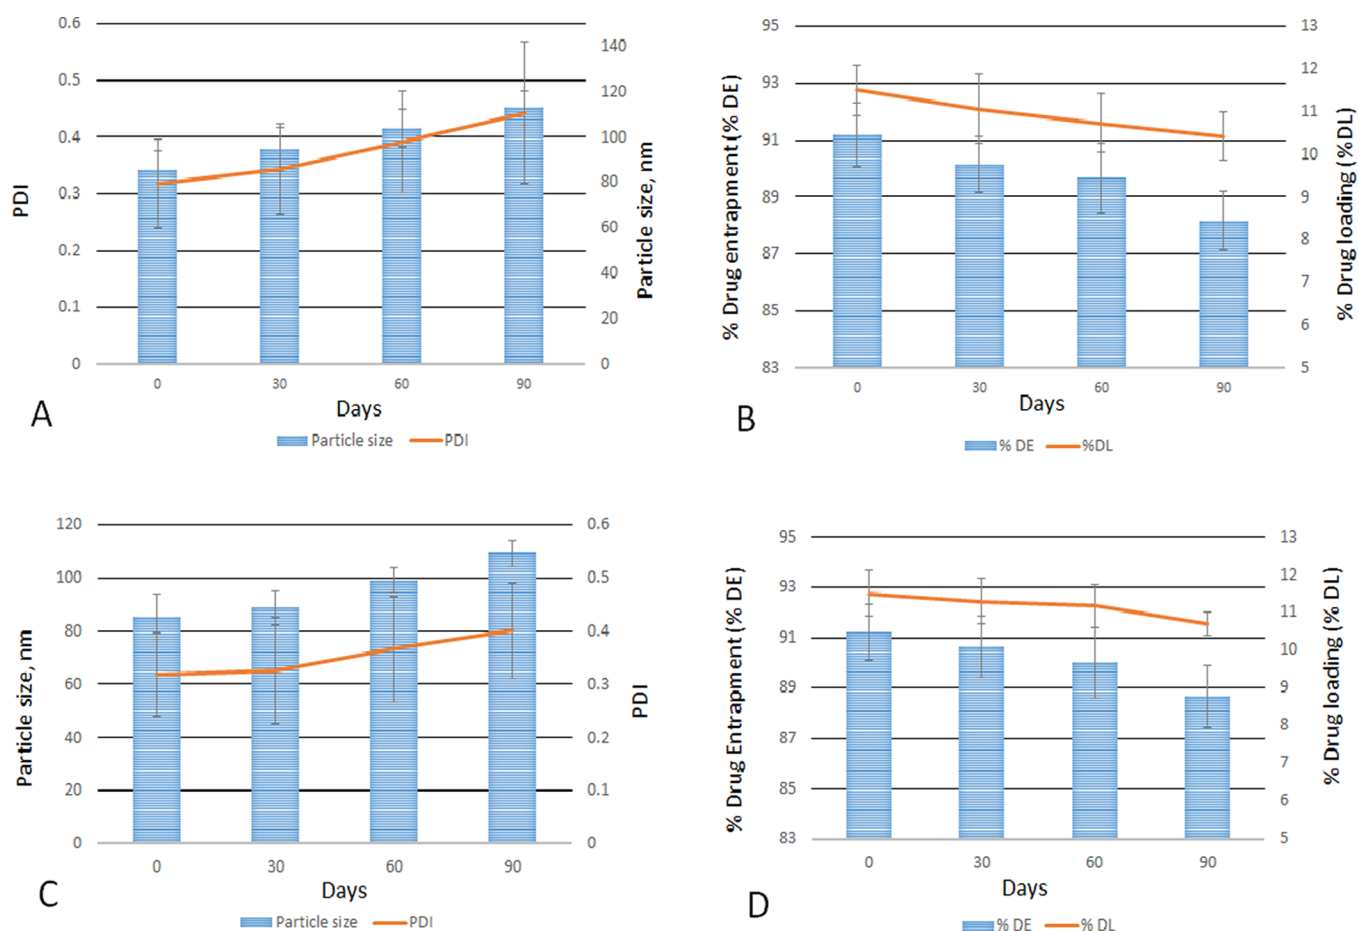 0.6
0.5
0.4
0.3
0.2
0.1
0
PDI
140
120
100
80
60
40
20
0
Particle size, nm
0 30 60 90
Days
A
Particle size PDI
95
93
91
89
87
85
83
% Drug entrapment (% DE)
13
12
11
10
9
8
7
6
5
% Drug loading (%DL)
0 30 60 90
Days
B
% DE %DL
120
100
80
60
40
20
0
Particle size, nm
0.6
0.5
0.4
0.3
0.2
0.1
0
PDI
0 30 60 90
Days
C
Particle size PDI
95
93
91
89
87
85
83
% Drug Entrapment (% DE)
13
12
11
10
9
8
7
6
5
% Drug loading (% DL)
0 30 60 90
Days
D
% DE % DL